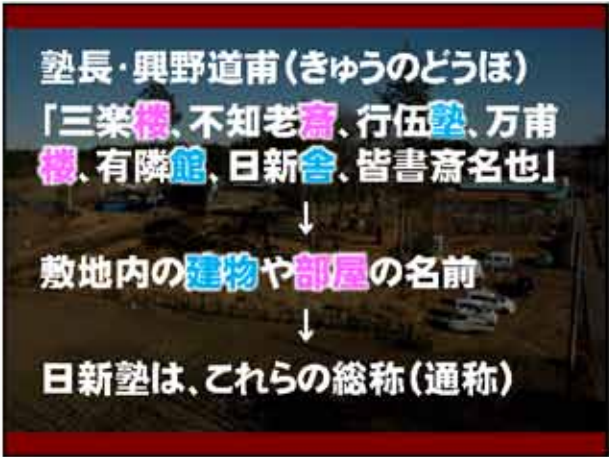 塾長・興野道甫（きゅうのどうほ）
「三楽楼、不知老斎、行伍塾、万甫
楼、有隣館、日新舎、皆書斎名也」
↓
敷地内の建物や部屋の名前
↓
日新塾は、これらの総称（通称）